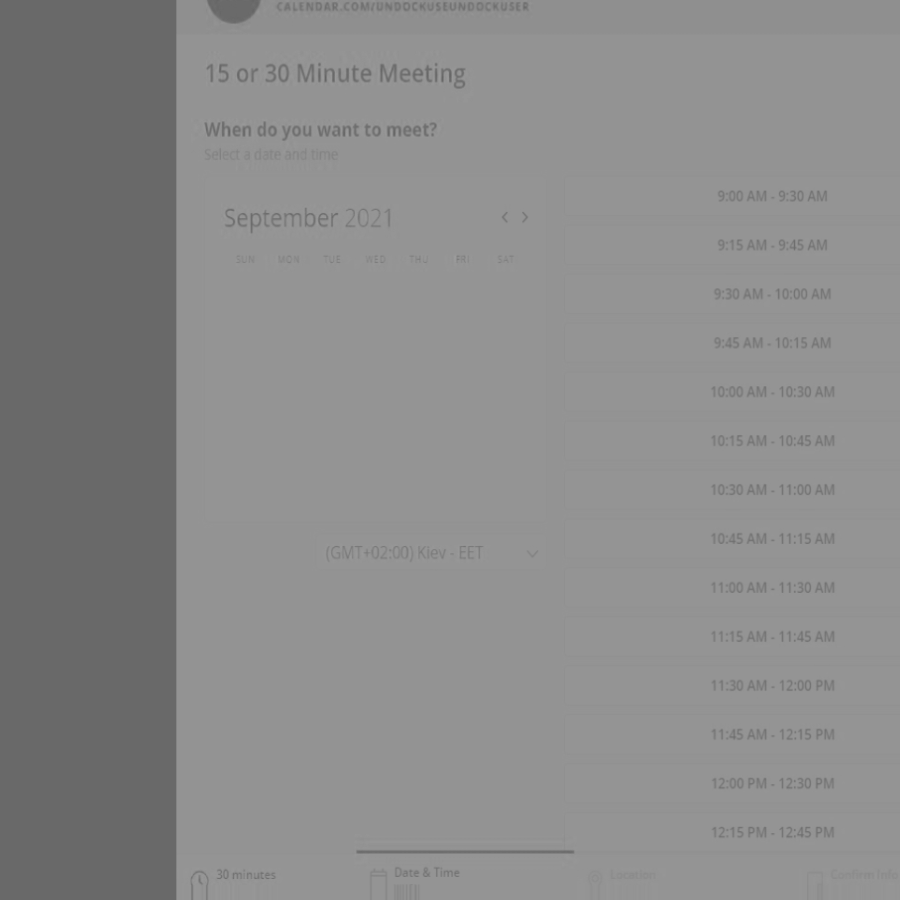 CALENDAR.COM/UNDOCKUSEUNDOCKUSER
15 or 30 Minute Meeting
When do you want to meet?
Select a date and time
September 2021
SUN MON TUE WED THU FRI SAT
(GMT+02:00) Kiev - EET
9:00 AM - 9:30 AM
9:15 AM - 9:45 AM
9:30 AM - 10:00 AM
9:45 AM - 10:15 AM
10:00 AM - 10:30 AM
10:15 AM - 10:45 AM
10:30 AM - 11:00 AM
10:45 AM - 11:15 AM
11:00 AM - 11:30 AM
11:15 AM - 11:45 AM
11:30 AM - 12:00 PM
11:45 AM - 12:15 PM
12:00 PM - 12:30 PM
12:15 PM - 12:45 PM
30 minutes
Date & Time
Location
Confirm Info